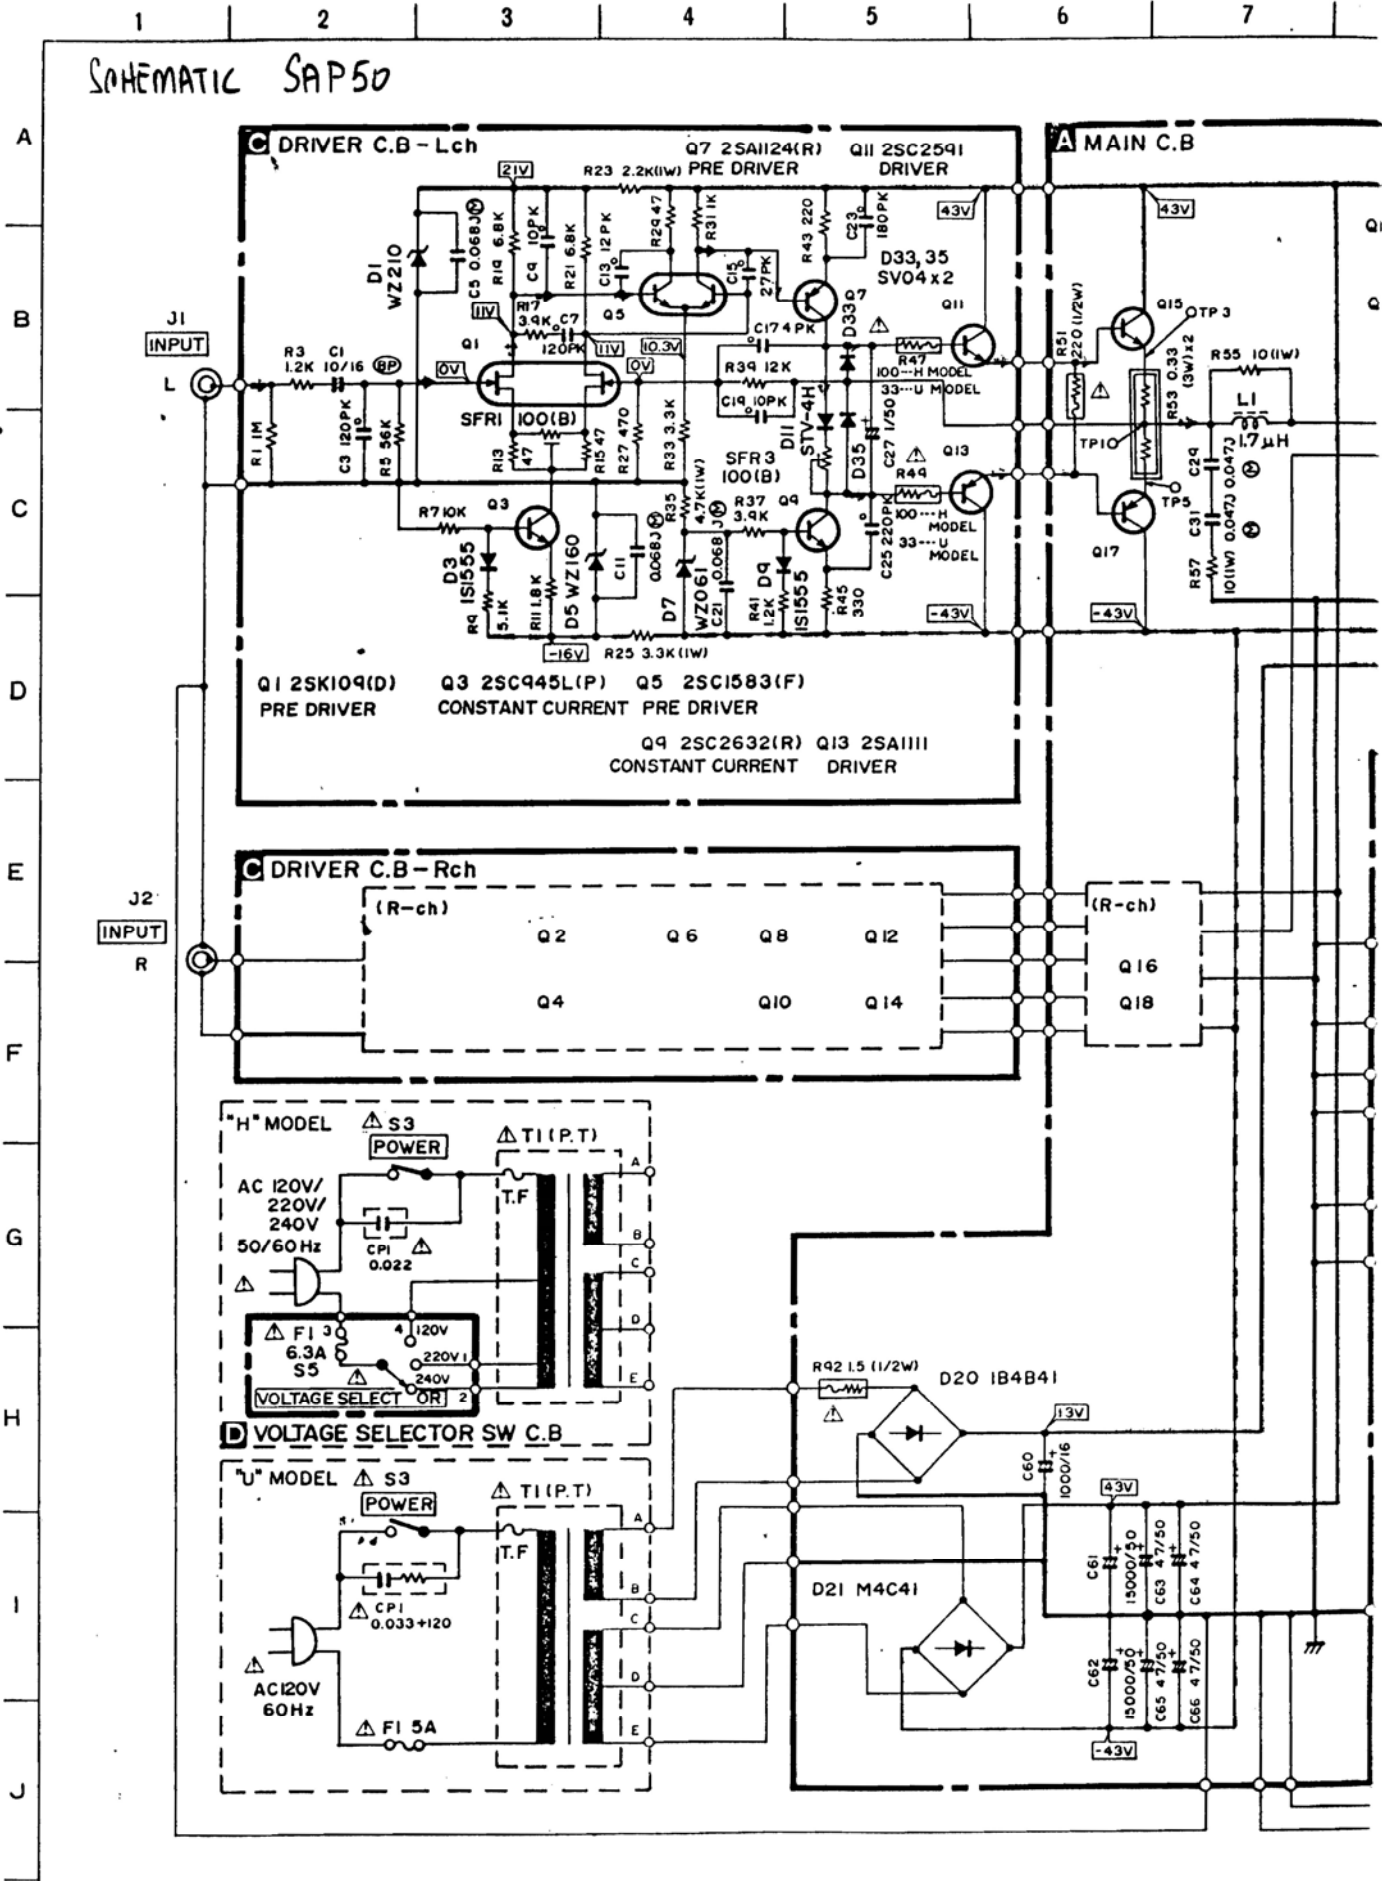 1 2 3 4 5 6 7
SCHEMATIC SAP50
A
B
C
D
E
F
G
H
I
J
C DRIVER C.B-Lch
Q7 2SA1124(R)
PRE DRIVER
Q11 2SC2591
DRIVER
A MAIN C.B
21V
R23 2.2K(1W)
43V
43V
D1
WZ210
C5 0.068J Ⓜ
R19 6.8K
C9 10PK
R21 6.8K
C13 12PK
R29 47
R31 1K
C15
27PK
R43 220
C23
180PK
D33,35
SV04x2
Q5
Q7
D33
Q11
R51
220(1/2W)
Q15
TP3
J1
INPUT
L
R3
1.2K
C1
10/16
BP
11V
R17
3.9K
C7
120PK
11V
Q1
0V
10.3V
0V
C17 4PK
R39 12K
C19 10PK
R47
100---H MODEL
33---U MODEL
R53 0.33
(3W)x2
R55 10(1W)
L1
1.7μH
R1 1M
C3 120PK
R5 56K
SFR1 100(B)
R13
47
R15 47
R27 470
R33 3.3K
SFR3
100(B)
D11
STV-4H
D35
C27 1/50
R49
Q13
100---H
MODEL
33---U
MODEL
TP1
TP5
C29
0.047J
Ⓜ
C31
0.047J
Ⓜ
R57
10(1W)
Q17
R7 10K
Q3
D3
1S1555
R9
5.1K
R11 1.8K
D5 WZ160
C11
0.068J Ⓜ
R35
4.7K(1W)
R37
3.9K
Q9
D7
WZ061
C21
0.068J Ⓜ
D9
1S1555
R41
1.2K
R45
330
C25 220PK
-43V
-43V
-16V
R25 3.3K(1W)
Q1 2SK109(D)
PRE DRIVER
Q3 2SC945L(P)
CONSTANT CURRENT
Q5 2SC1583(F)
PRE DRIVER
Q9 2SC2632(R)
CONSTANT CURRENT
Q13 2SA1111
DRIVER
C DRIVER C.B-Rch
J2
INPUT
R
(R-ch)
Q2 Q6 Q8 Q12
Q4 Q10 Q14
(R-ch)
Q16
Q18
"H" MODEL
S3
POWER
T1(P.T)
T.F
AC 120V/
220V/
240V
50/60Hz
CP1
0.022
A
B
C
D
E
F1
6.3A
S5
3
4 120V
220V 1
240V
2
VOLTAGE SELECTOR
D VOLTAGE SELECTOR SW C.B
"U" MODEL
S3
POWER
T1(P.T)
T.F
CP1
0.033+120
AC120V
60Hz
F1 5A
A
B
C
D
E
R92 1.5 (1/2W)
D20 1B4B41
13V
C60
1000/16
43V
D21 M4C41
C61
15000/50
C63 47/50
C64 47/50
C62
15000/50
C65 47/50
C66 47/50
-43V